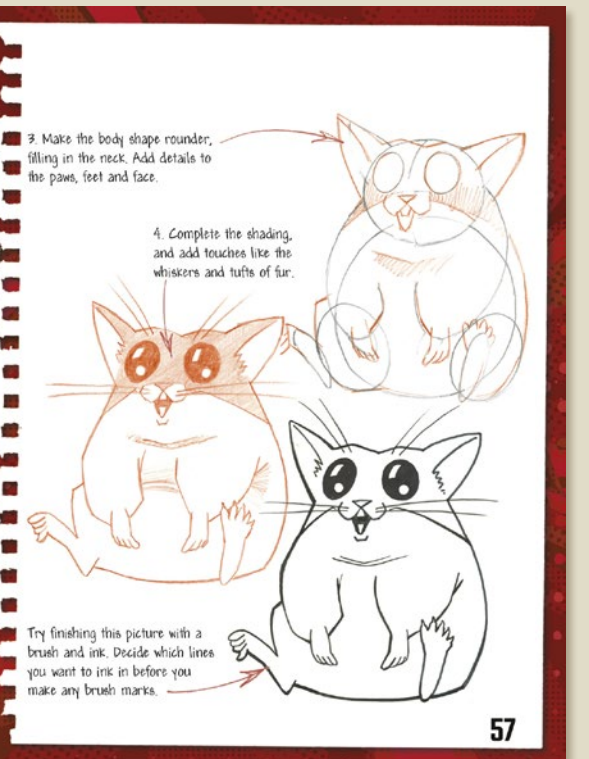 3. Make the body shape rounder,
filling in the neck. Add details to
the paws, feet and face.
4. Complete the shading,
and add touches like the
whiskers and tufts of fur.
Try finishing this picture with a
brush and ink. Decide which lines
you want to ink in before you
make any brush marks.
57